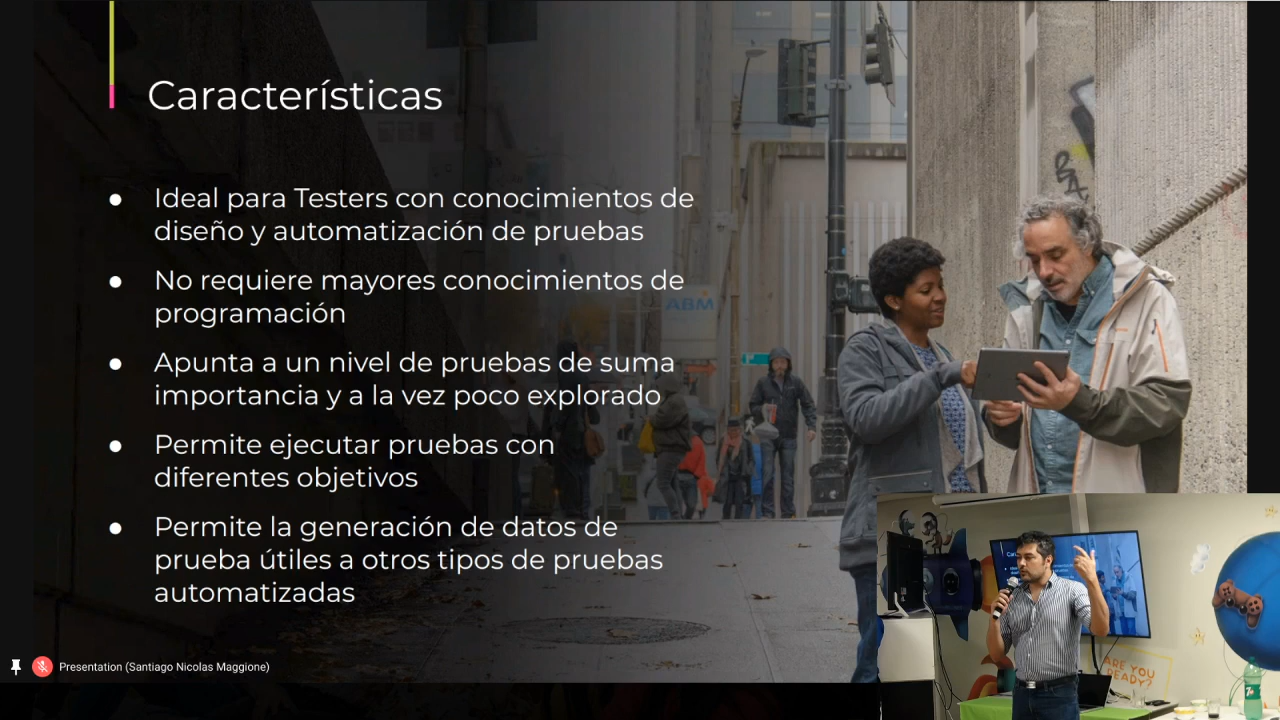 Características
● Ideal para Testers con conocimientos de
diseño y automatización de pruebas
● No requiere mayores conocimientos de
programación
● Apunta a un nivel de pruebas de suma
importancia y a la vez poco explorado
● Permite ejecutar pruebas con
diferentes objetivos
● Permite la generación de datos de
prueba útiles a otros tipos de pruebas
automatizadas
ABM
Presentation (Santiago Nicolas Maggione)
ARE YOU
READY?
7